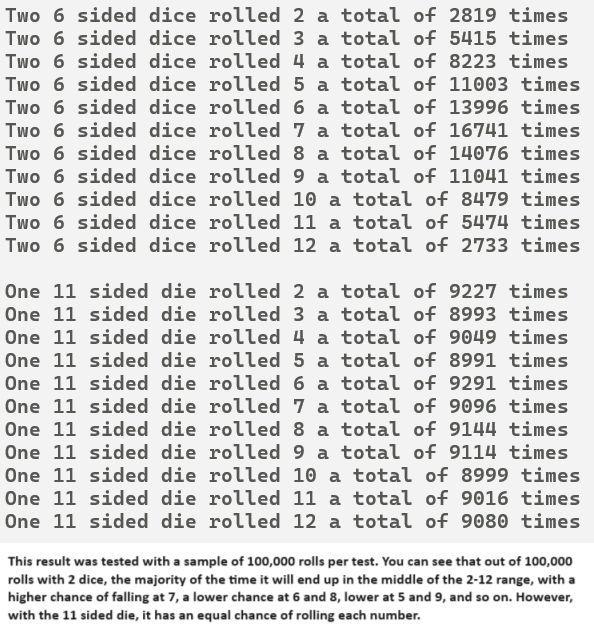 Two 6 sided dice rolled 2 a total of 2819 times
Two 6 sided dice rolled 3 a total of 5415 times
Two 6 sided dice rolled 4 a total of 8223 times
Two 6 sided dice rolled 5 a total of 11003 times
Two 6 sided dice rolled 6 a total of 13996 times
Two 6 sided dice rolled 7 a total of 16741 times
Two 6 sided dice rolled 8 a total of 14076 times
Two 6 sided dice rolled 9 a total of 11041 times
Two 6 sided dice rolled 10 a total of 8479 times
Two 6 sided dice rolled 11 a total of 5474 times
Two 6 sided dice rolled 12 a total of 2733 times
One 11 sided die rolled 2 a total of 9227 times
One 11 sided die rolled 3 a total of 8993 times
One 11 sided die rolled 4 a total of 9049 times
One 11 sided die rolled 5 a total of 8991 times
One 11 sided die rolled 6 a total of 9291 times
One 11 sided die rolled 7 a total of 9096 times
One 11 sided die rolled 8 a total of 9144 times
One 11 sided die rolled 9 a total of 9114 times
One 11 sided die rolled 10 a total of 8999 times
One 11 sided die rolled 11 a total of 9016 times
One 11 sided die rolled 12 a total of 9080 times
This result was tested with a sample of 100,000 rolls per test. You can see that out of 100,000
rolls with 2 dice, the majority of the time it will end up in the middle of the 2-12 range, with a
higher chance of falling at 7, a lower chance at 6 and 8, lower at 5 and 9, and so on. However,
with the 11 sided die, it has an equal chance of rolling each number.